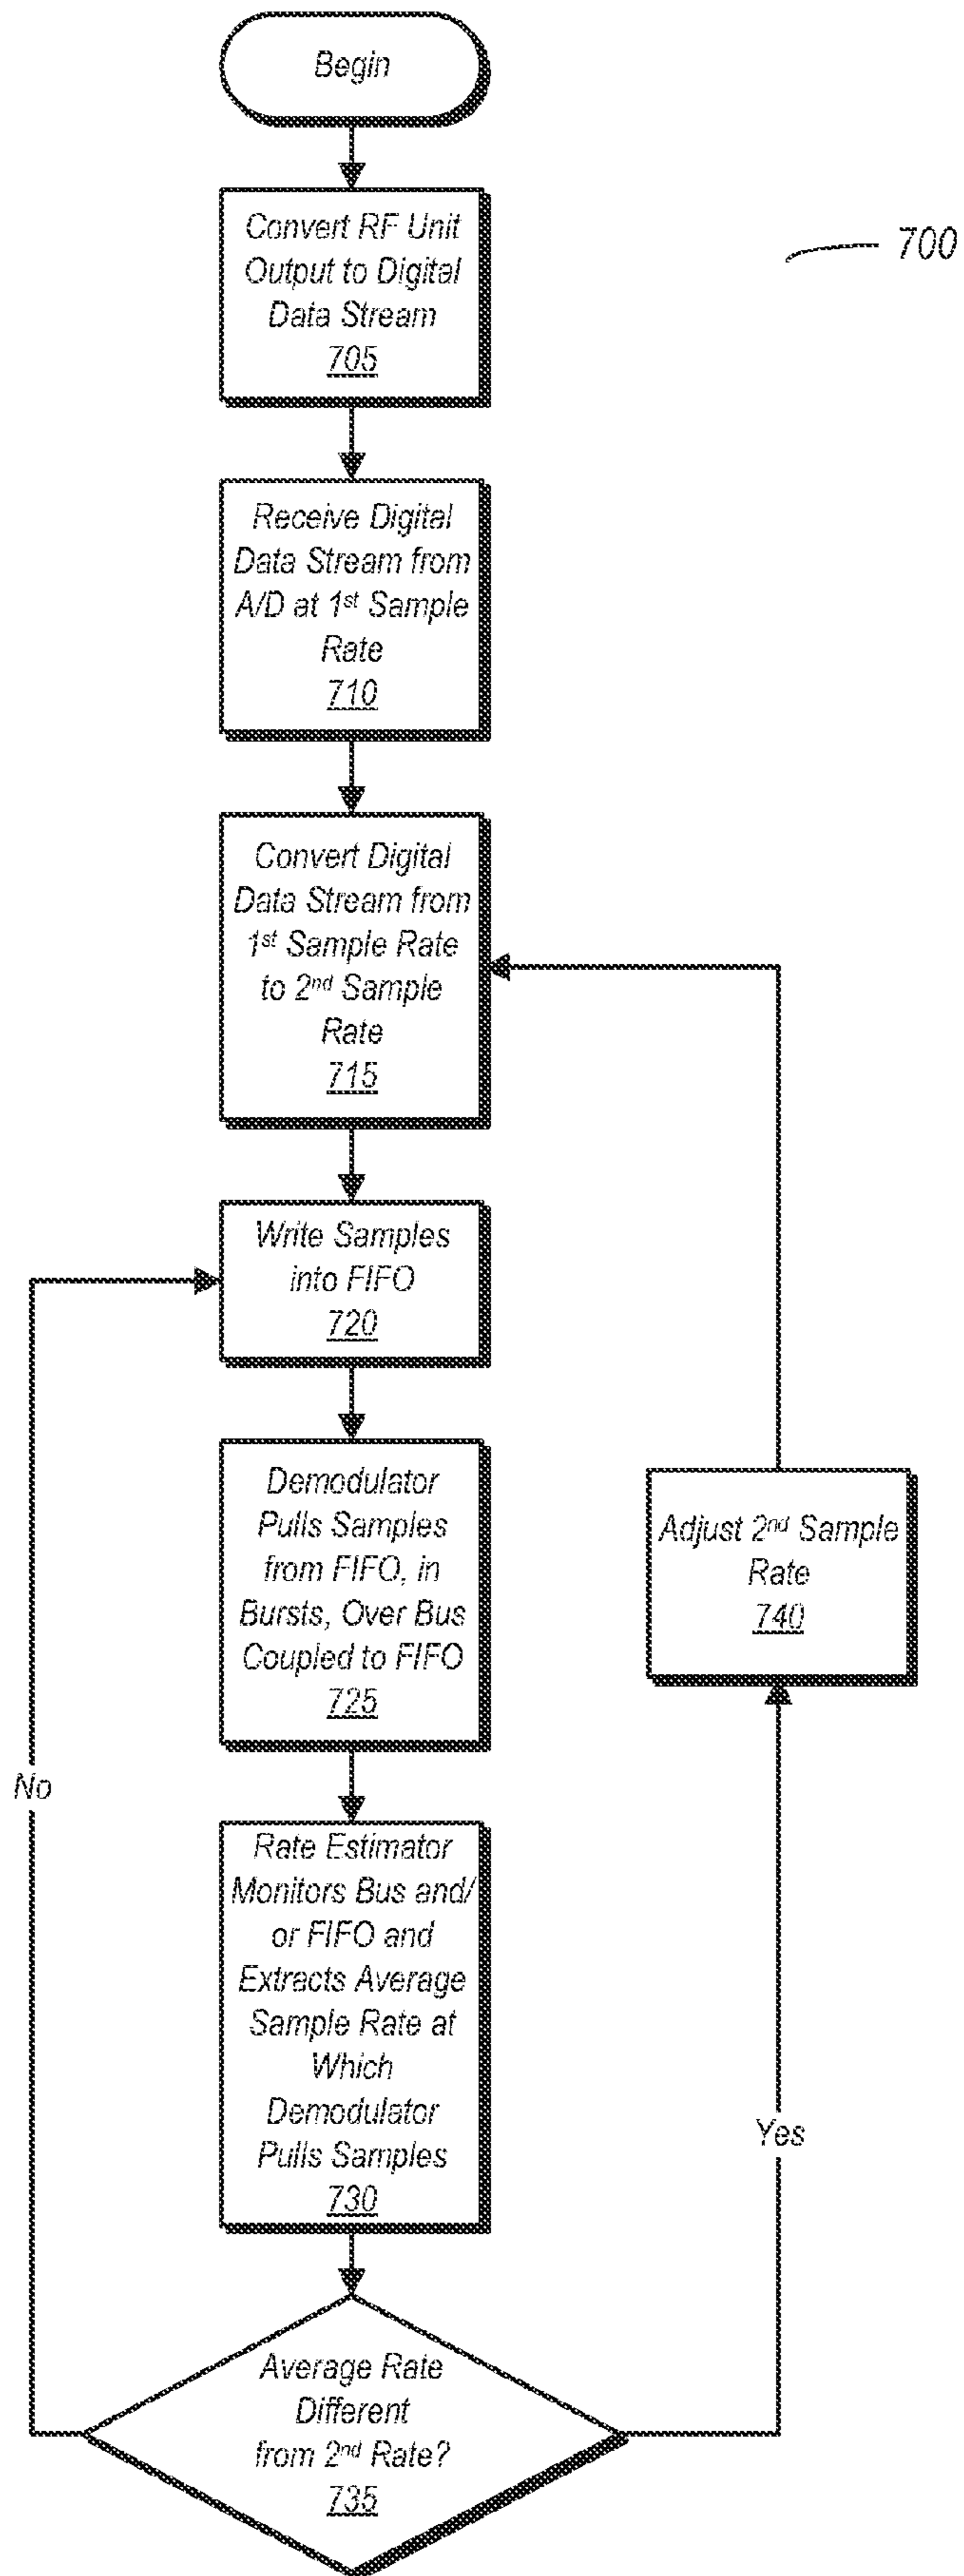 Begin
Convert RF Unit
Output to Digital
Data Stream
705
700
Receive Digital
Data Stream from
A/D at 1st Sample
Rate
710
Convert Digital
Data Stream from
1st Sample Rate
to 2nd Sample
Rate
715
Write Samples
into FIFO
720
Demodulator
Pulls Samples
from FIFO, in
Bursts, Over Bus
Coupled to FIFO
725
Adjust 2nd Sample
Rate
740
No
Rate Estimator
Monitors Bus and/
or FIFO and
Extracts Average
Sample Rate at
Which
Demodulator
Pulls Samples
730
Yes
Average Rate
Different
from 2nd Rate?
735